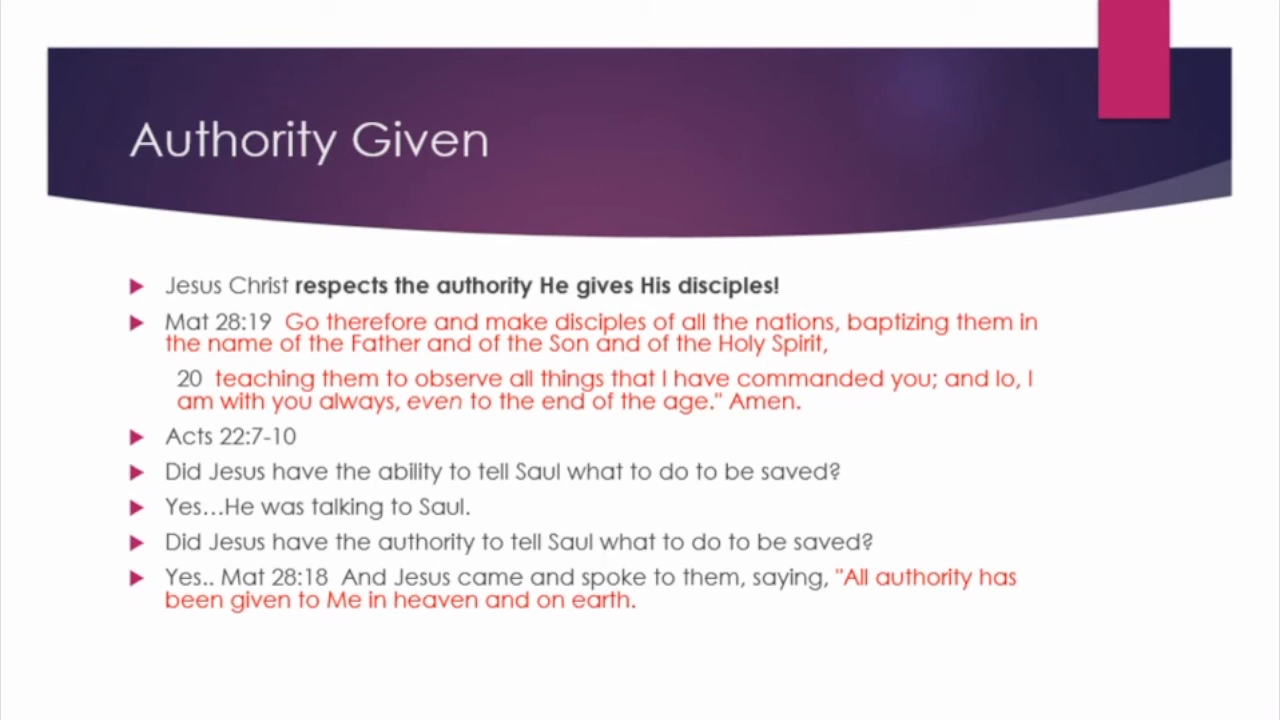 Authority Given
Jesus Christ respects the authority He gives His disciples!
Mat 28:19  Go therefore and make disciples of all the nations, baptizing them in
the name of the Father and of the Son and of the Holy Spirit,
20  teaching them to observe all things that I have commanded you; and lo, I
am with you always, even to the end of the age." Amen.
Acts 22:7-10
Did Jesus have the ability to tell Saul what to do to be saved?
Yes…He was talking to Saul.
Did Jesus have the authority to tell Saul what to do to be saved?
Yes.. Mat 28:18  And Jesus came and spoke to them, saying, "All authority has
been given to Me in heaven and on earth.